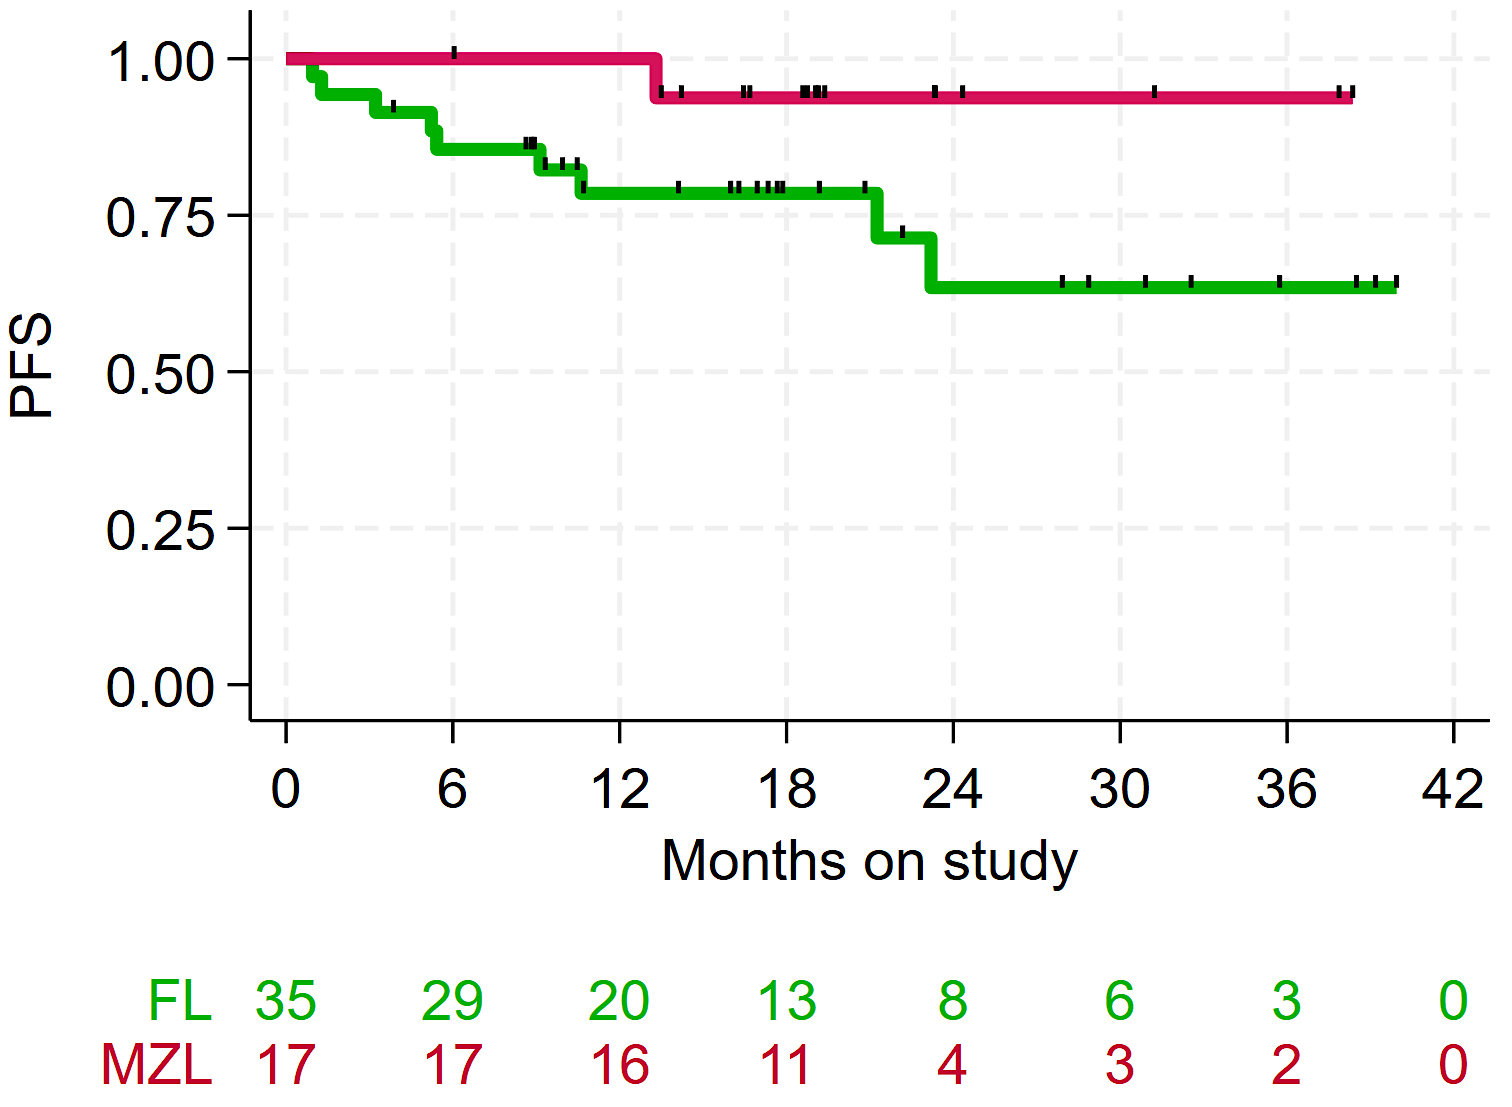 1.00
0.75
0.50
0.25
0.00
PFS
0 6 12 18 24 30 36 42
Months on study
FL 35 29 20 13 8 6 3 0
MZL 17 17 16 11 4 3 2 0